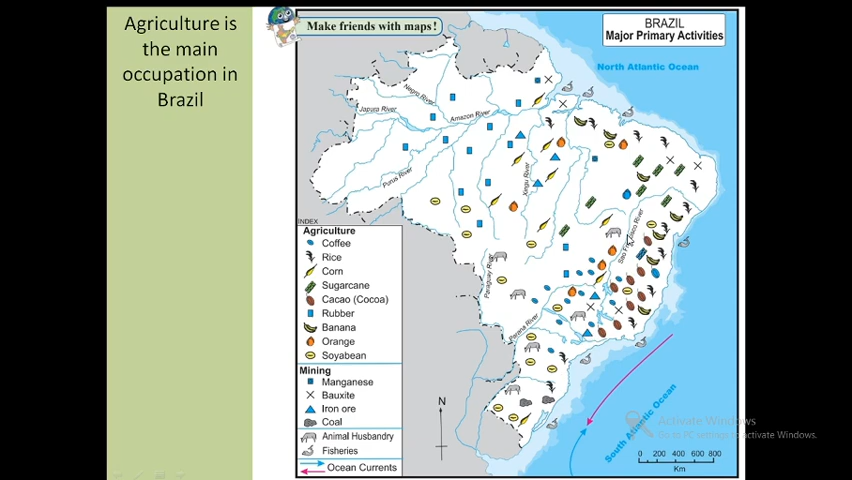 Agriculture is
the main
occupation in
Brazil
Make friends with maps!
BRAZIL
Major Primary Activities
North Atlantic Ocean
Negro River
Japura River
Amazon River
Purus River
Xingu River
Sao Francisco River
Paraguay River
Parana River
South Atlantic Ocean
INDEX
Agriculture
Coffee
Rice
Corn
Sugarcane
Cacao (Cocoa)
Rubber
Banana
Orange
Soyabean
Mining
Manganese
Bauxite
Iron ore
Coal
Animal Husbandry
Fisheries
Ocean Currents
N
0 200 400 600 800
Km
Activate Windows
Go to PC settings to activate Windows.